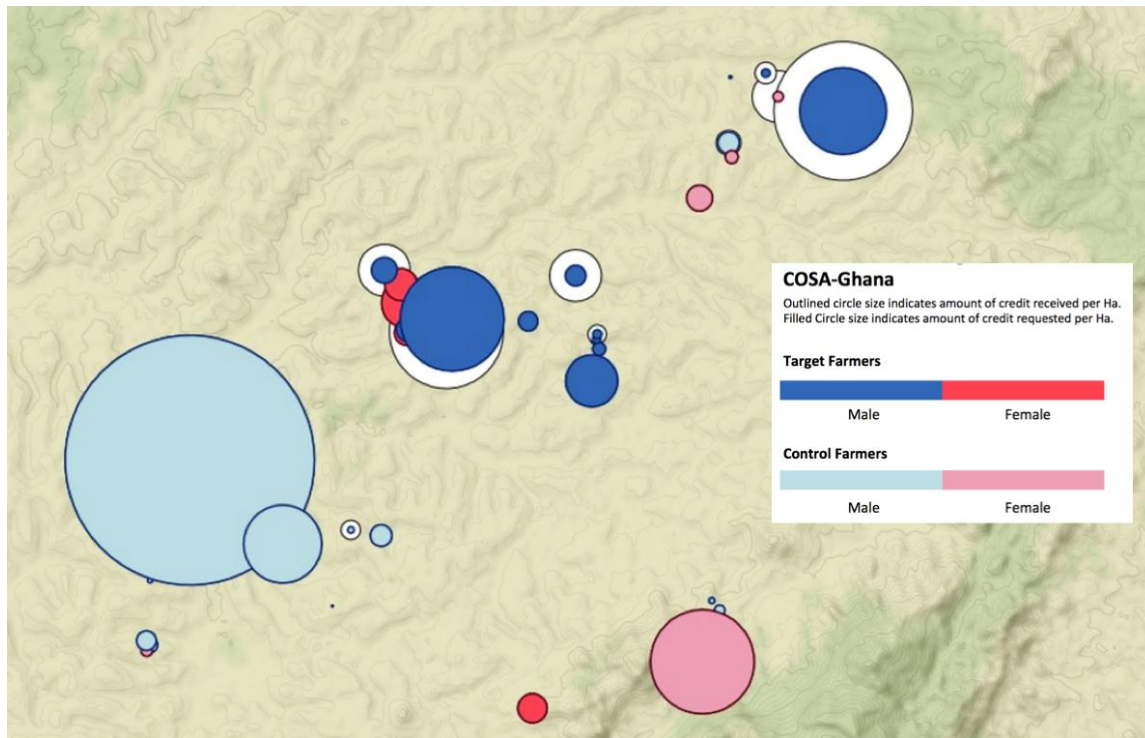 COSA-Ghana
Outlined circle size indicates amount of credit received per Ha.
Filled Circle size indicates amount of credit requested per Ha.
Target Farmers
Male Female
Control Farmers
Male Female